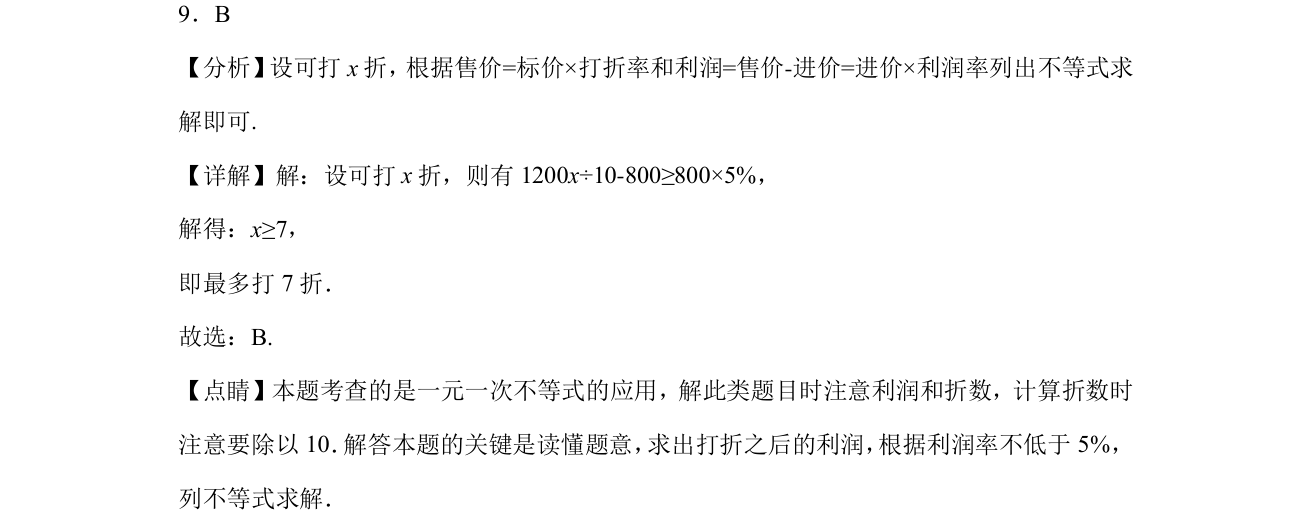 9．B
【分析】设可打 x 折，根据售价=标价×打折率和利润=售价-进价=进价×利润率列出不等式求
解即可.
【详解】解：设可打 x 折，则有 1200x÷10-800≥800×5%，
解得：x≥7，
即最多打 7 折．
故选：B.
【点睛】本题考查的是一元一次不等式的应用，解此类题目时注意利润和折数，计算折数时
注意要除以 10．解答本题的关键是读懂题意，求出打折之后的利润，根据利润率不低于 5%，
列不等式求解．